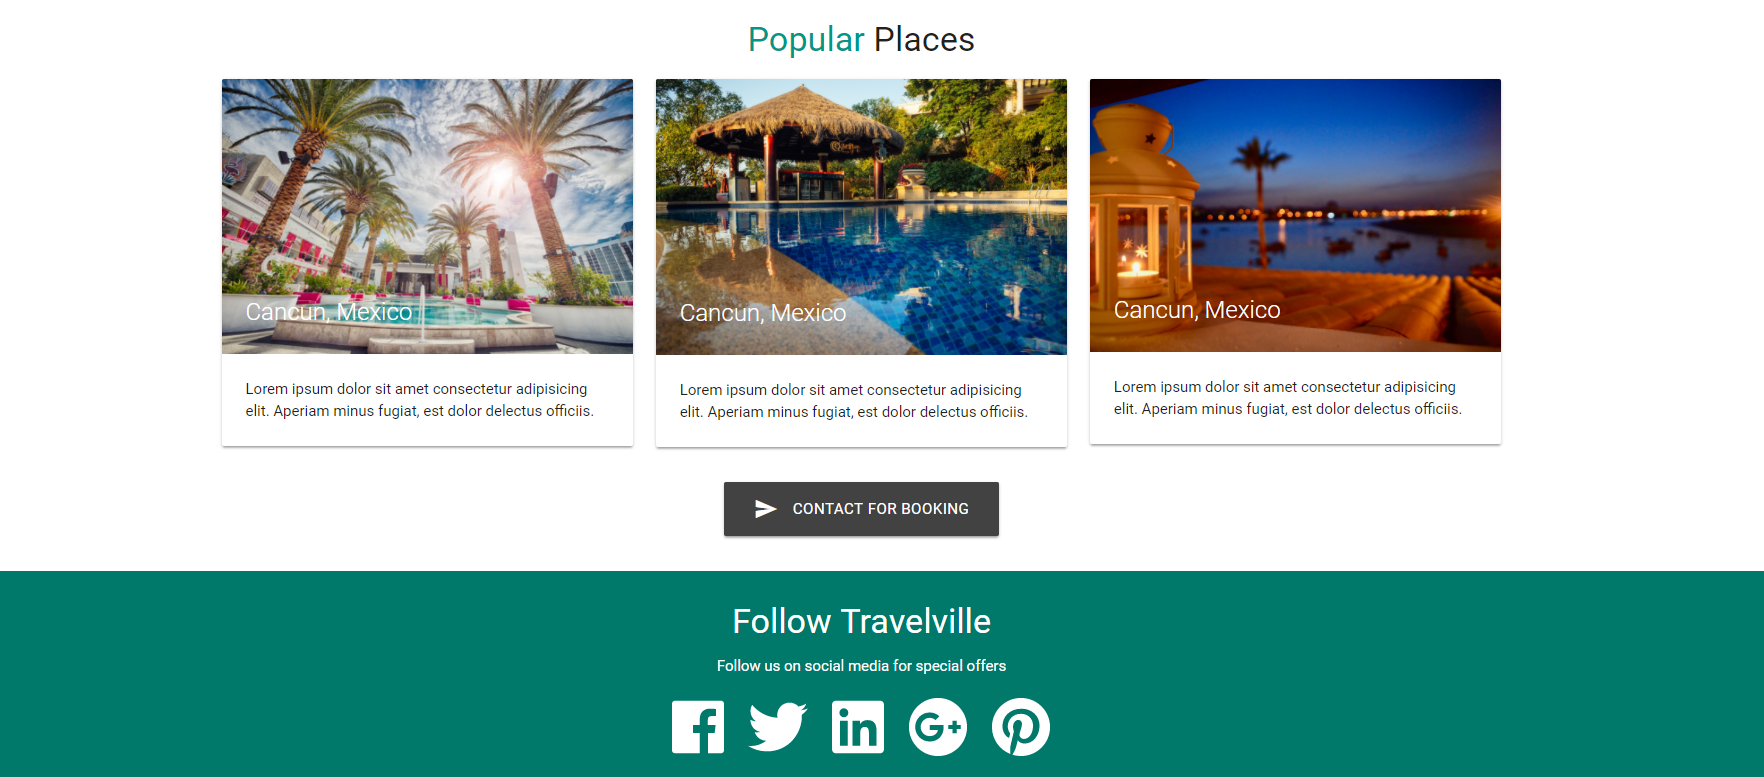 Popular Places
Cancun, Mexico
Lorem ipsum dolor sit amet consectetur adipisicing
elit. Aperiam minus fugiat, est dolor delectus officiis.
Cancun, Mexico
Lorem ipsum dolor sit amet consectetur adipisicing
elit. Aperiam minus fugiat, est dolor delectus officiis.
Cancun, Mexico
Lorem ipsum dolor sit amet consectetur adipisicing
elit. Aperiam minus fugiat, est dolor delectus officiis.
CONTACT FOR BOOKING
Follow Travelville
Follow us on social media for special offers